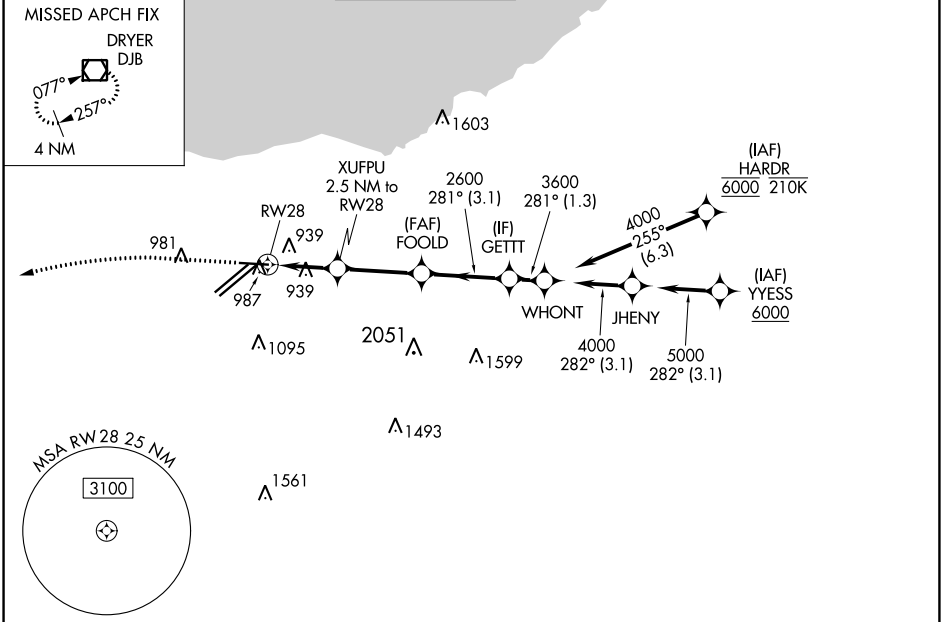 MISSED APCH FIX
DRYER
DJB
077°
257°
4 NM
1603
(IAF)
HARDR
6000 210K
XUFPU
2.5 NM to
RW28
2600
281° (3.1)
3600
281° (1.3)
4000
255°
(6.3)
RW28
(FAF)
FOOLD
(IF)
GETTT
981
939
987
939
WHONT
JHENY
(IAF)
YYESS
6000
1095
2051
1599
4000
282° (3.1)
5000
282° (3.1)
1493
MSA RW28 25 NM
3100
1561